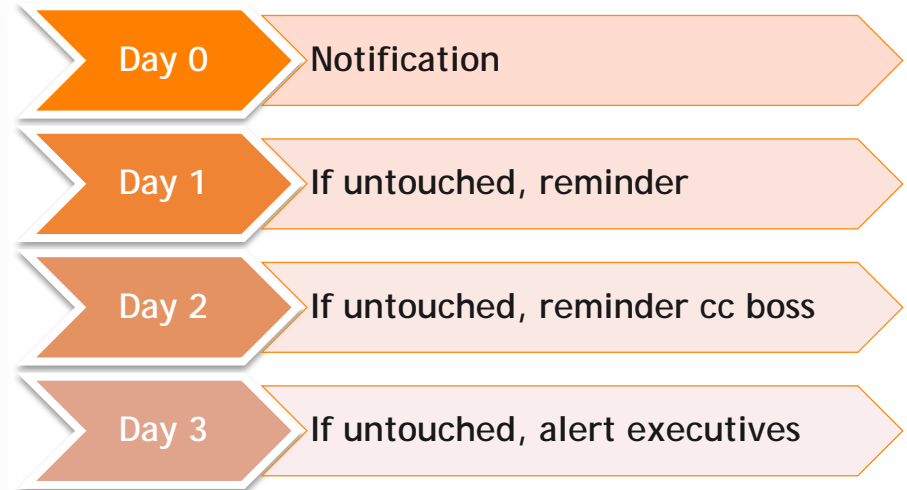 Day 0 Notification
Day 1 If untouched, reminder
Day 2 If untouched, reminder cc boss
Day 3 If untouched, alert executives